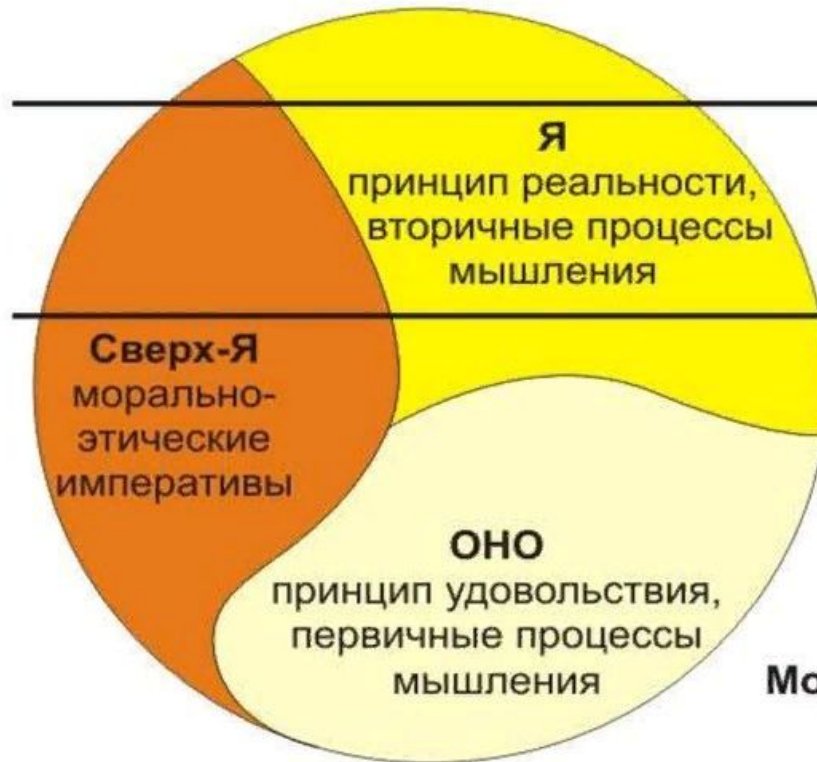 Я
принцип реальности,
вторичные процессы
мышления
Сверх-Я
морально-
этические
императивы
ОНО
принцип удовольствия,
первичные процессы
мышления